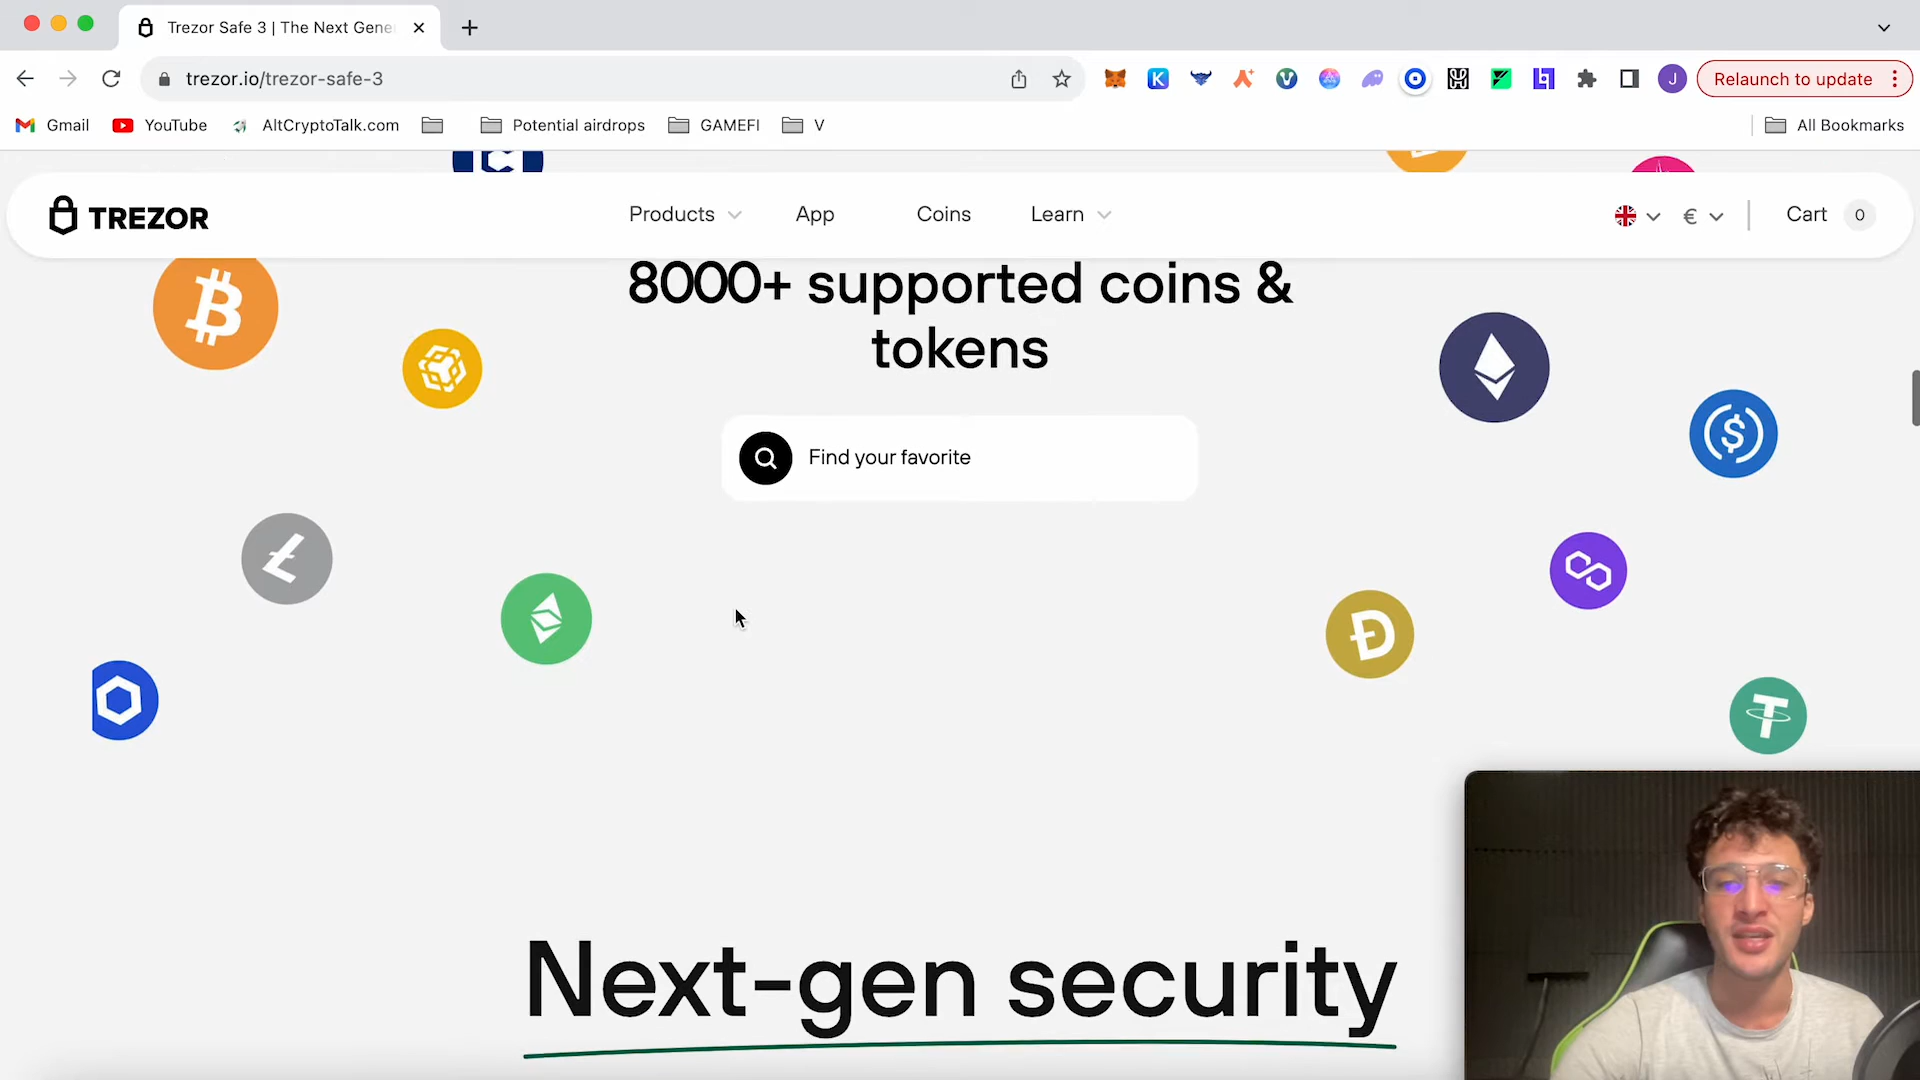 Trezor Safe 3 | The Next Gene
trezor.io/trezor-safe-3
J
Relaunch to update
Gmail
YouTube
AltCryptoTalk.com
Potential airdrops
GAMEFI
V
All Bookmarks
TREZOR
Products
App
Coins
Learn
€
Cart
0
8000+ supported coins &
tokens
Find your favorite
Next-gen security